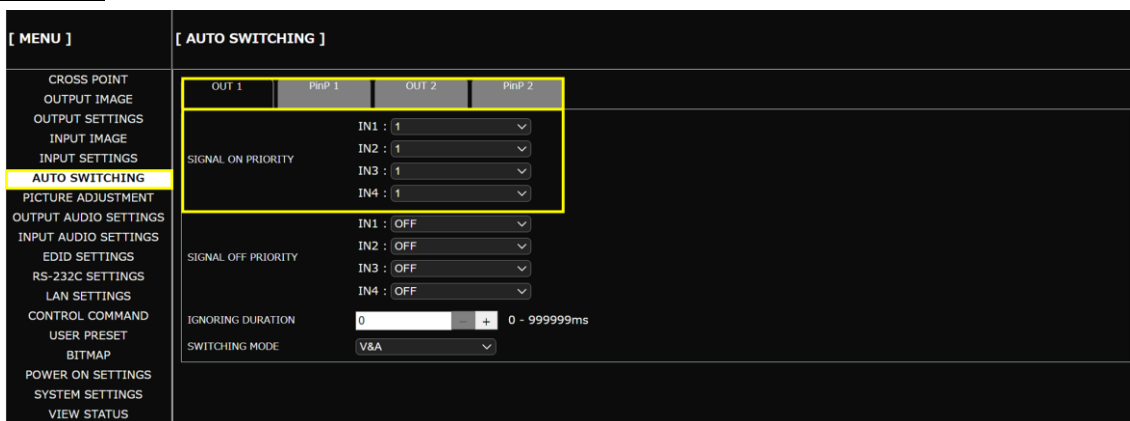 [ MENU ]
[ AUTO SWITCHING ]
CROSS POINT
OUTPUT IMAGE
OUTPUT SETTINGS
INPUT IMAGE
INPUT SETTINGS
AUTO SWITCHING
PICTURE ADJUSTMENT
OUTPUT AUDIO SETTINGS
INPUT AUDIO SETTINGS
EDID SETTINGS
RS-232C SETTINGS
LAN SETTINGS
CONTROL COMMAND
USER PRESET
BITMAP
POWER ON SETTINGS
SYSTEM SETTINGS
VIEW STATUS
OUT 1 PinP 1 OUT 2 PinP 2
SIGNAL ON PRIORITY
IN1 : 1
IN2 : 1
IN3 : 1
IN4 : 1
SIGNAL OFF PRIORITY
IN1 : OFF
IN2 : OFF
IN3 : OFF
IN4 : OFF
IGNORING DURATION 0 - + 0 - 999999ms
SWITCHING MODE V&A